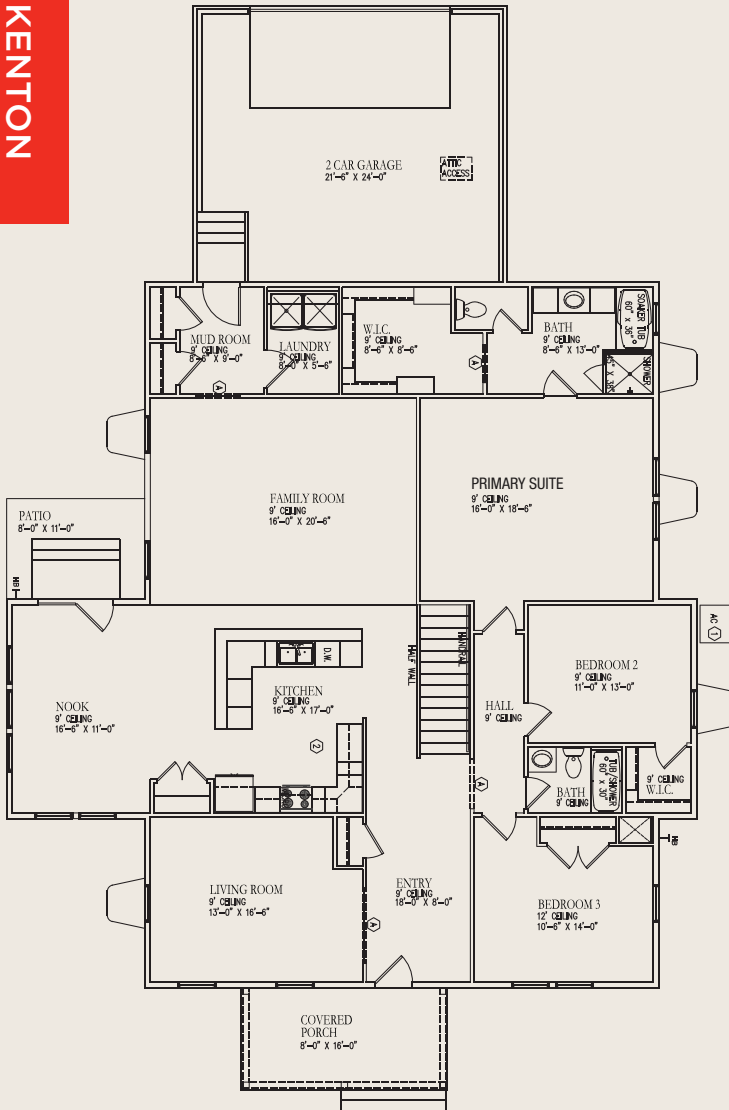 KENTON
2 CAR GARAGE
21'-6" X 24'-0"
ATTIC
ACCESS
MUD ROOM
9' CEILING
8'-6" X 9'-0"
A
LAUNDRY
9' CEILING
8'-0" X 5'-6"
W.I.C.
9' CEILING
8'-6" X 8'-6"
A
BATH
9' CEILING
8'-6" X 13'-0"
SOAKER TUB
60" X 36"
SHOWER
FAMILY ROOM
9' CEILING
16'-0" X 20'-6"
PRIMARY SUITE
9' CEILING
16'-0" X 18'-6"
PATIO
8'-0" X 11'-0"
HB
NOOK
9' CEILING
16'-6" X 11'-0"
D.W.
KITCHEN
9' CEILING
16'-6" X 17'-0"
2
HALF WALL
HANDRAIL
HALL
9' CEILING
A
BEDROOM 2
9' CEILING
11'-0" X 13'-0"
AC 1
BATH
9' CEILING
TUB/SHOWER
60" X 30"
9' CEILING
W.I.C.
HB
LIVING ROOM
9' CEILING
13'-0" X 16'-6"
ENTRY
9' CEILING
18'-0" X 8'-0"
A
BEDROOM 3
12' CEILING
10'-6" X 14'-0"
COVERED
PORCH
8'-0" X 16'-0"